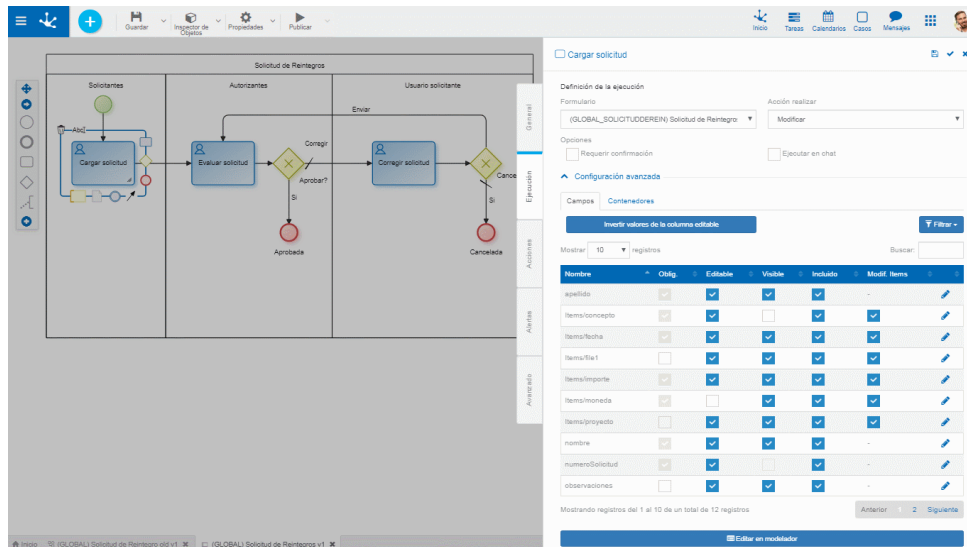 Guardar
Inspector de
Objetos
Propiedades
Publicar
Inicio
Tareas
Calendarios
Casos
Mensajes
Solicitud de Reintegros
Solicitantes
Autorizantes
Usuario solicitante
Enviar
Abc
Cargar solicitud
Evaluar solicitud
Corregir
Aprobar?
Si
Corregir solicitud
Cance
Si
Aprobada
Cancelada
General
Ejecución
Acciones
Alertas
Avanzado
Cargar solicitud
Definición de la ejecución
Formulario
Acción realizar
(GLOBAL_SOLICITUDDEREIN) Solicitud de Reintegro
Modificar
Opciones
Requerir confirmación
Ejecutar en chat
Configuración avanzada
Campos
Contenedores
Invertir valores de la columna editable
Filtrar
Mostrar 10 registros
Buscar:
Nombre Oblig. Editable Visible Incluido Modif. Items
apellido -
Items/concepto
Items/fecha
Items/file1
Items/importe
Items/moneda
Items/proyecto
nombre -
numeroSolicitud -
observaciones -
Mostrando registros del 1 al 10 de un total de 12 registros
Anterior 1 2 Siguiente
Editar en modelador
Inicio
(GLOBAL) Solicitud de Reintegro old v1
(GLOBAL) Solicitud de Reintegros v1